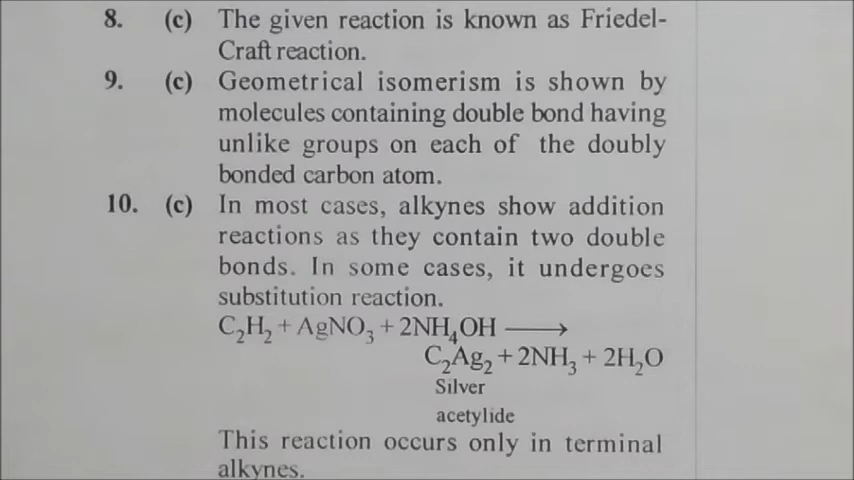 8. (c) The given reaction is known as Friedel-
Craft reaction.
9. (c) Geometrical isomerism is shown by
molecules containing double bond having
unlike groups on each of the doubly
bonded carbon atom.
10. (c) In most cases, alkynes show addition
reactions as they contain two double
bonds. In some cases, it undergoes
substitution reaction.
C₂H₂ + AgNO₃ + 2NH₄OH ⟶
C₂Ag₂ + 2NH₃ + 2H₂O
Silver
acetylide
This reaction occurs only in terminal
alkynes.